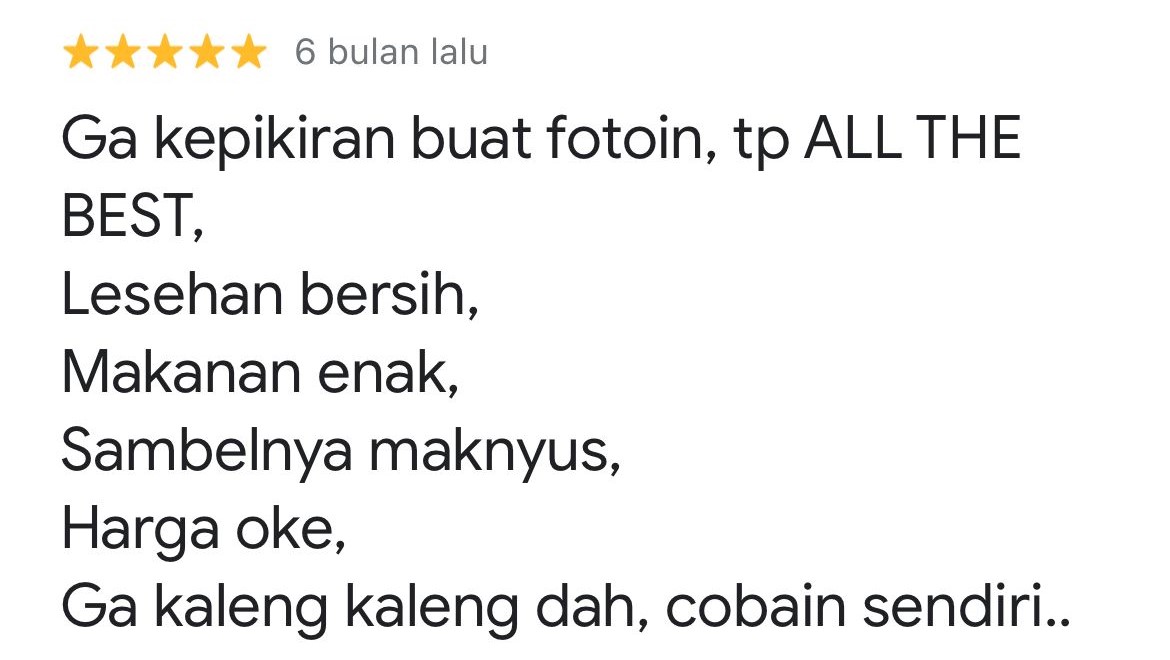 6 bulan lalu
Ga kepikiran buat fotoin, tp ALL THE
BEST,
Lesehan bersih,
Makanan enak,
Sambelnya maknyus,
Harga oke,
Ga kaleng kaleng dah, cobain sendiri..